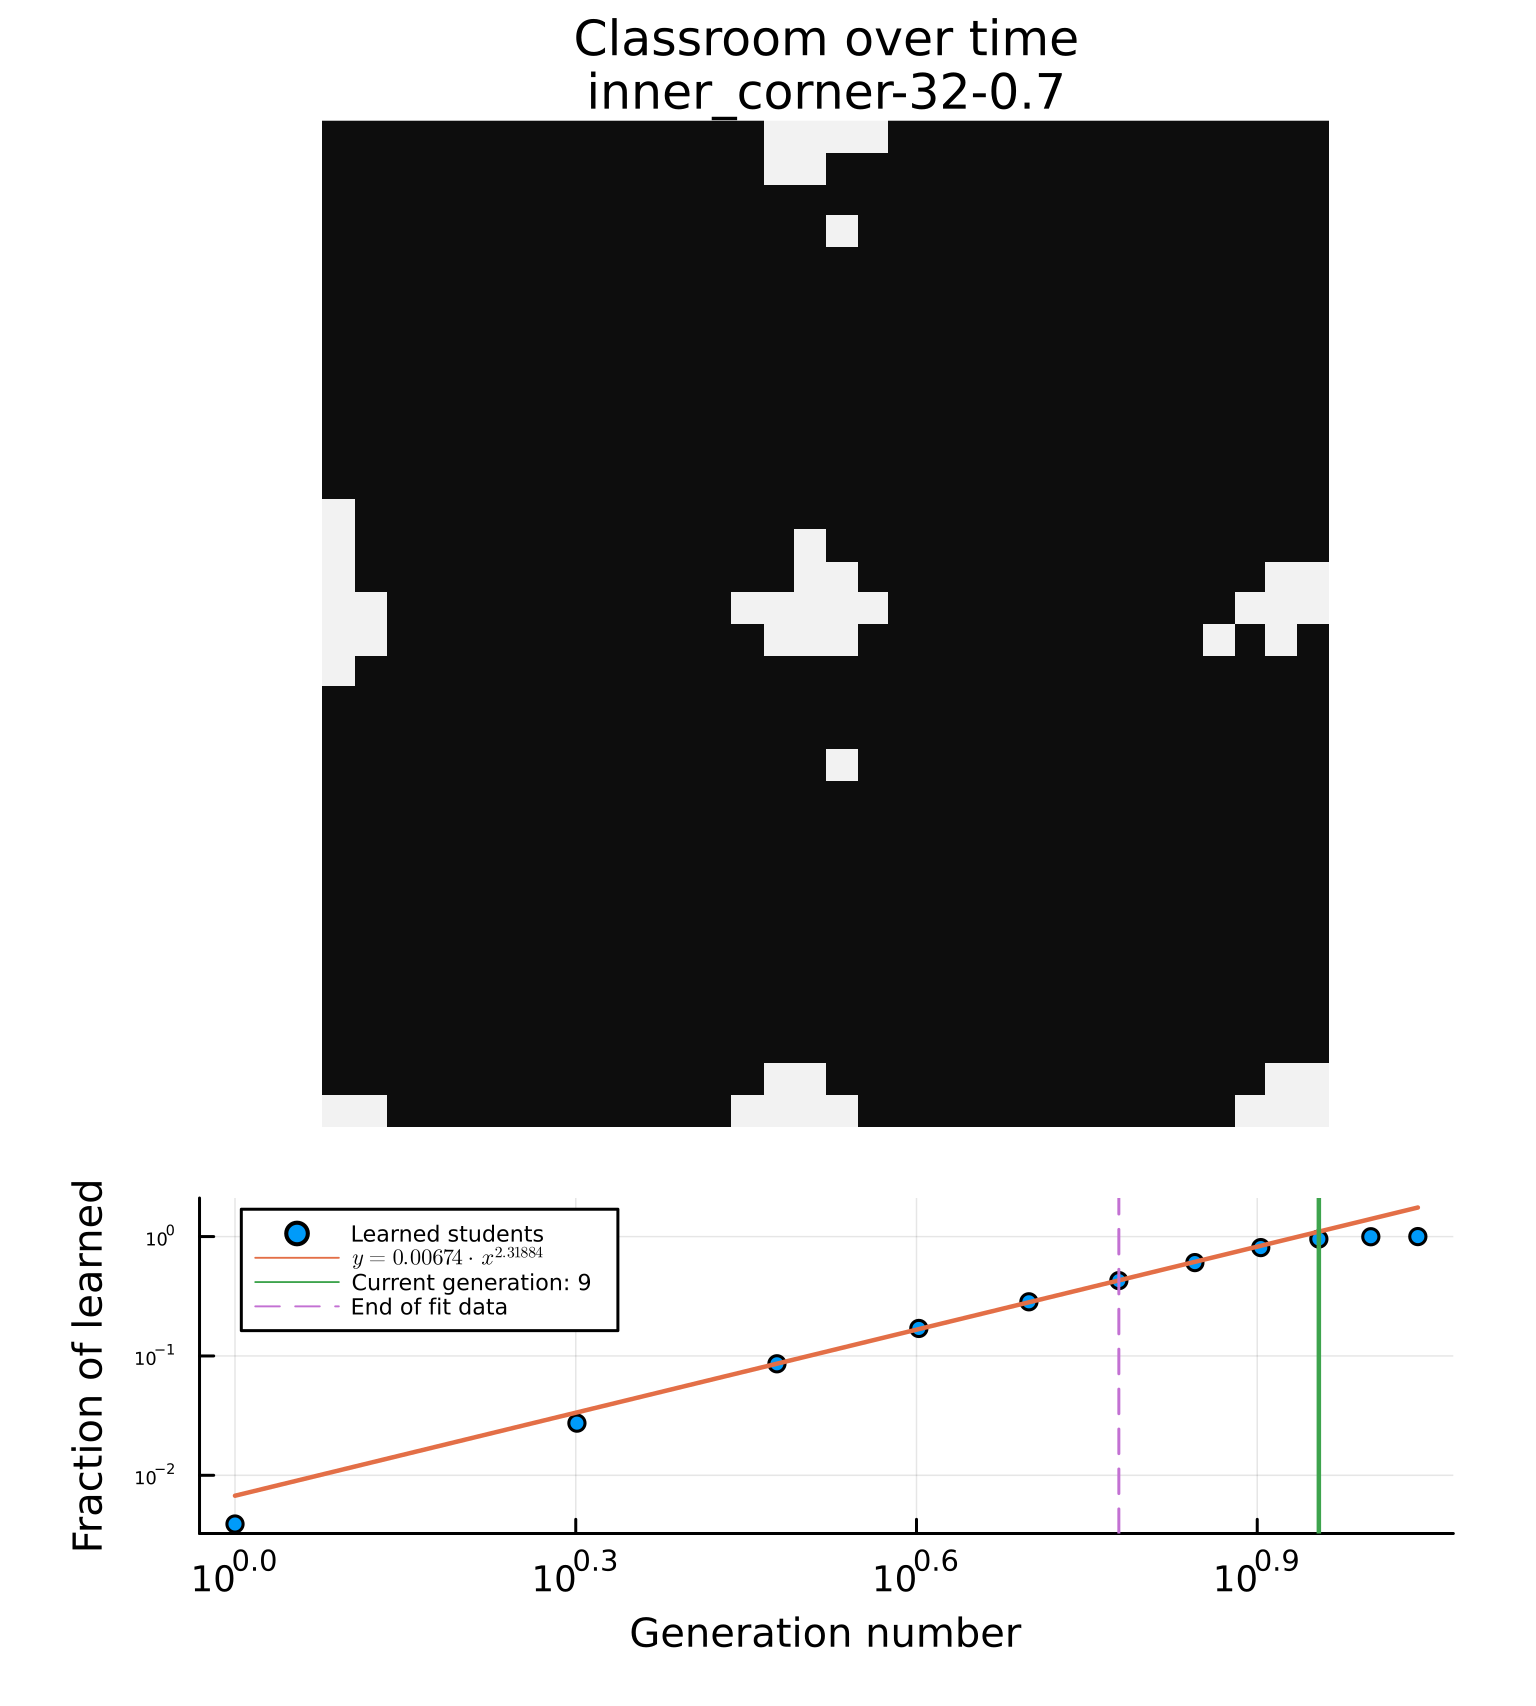 Classroom over time
inner_corner-32-0.7
Fraction of learned
10^0
10^-1
10^-2
Learned students
y = 0.00674 · x^2.31884
Current generation: 9
End of fit data
10^0.0
10^0.3
10^0.6
10^0.9
Generation number